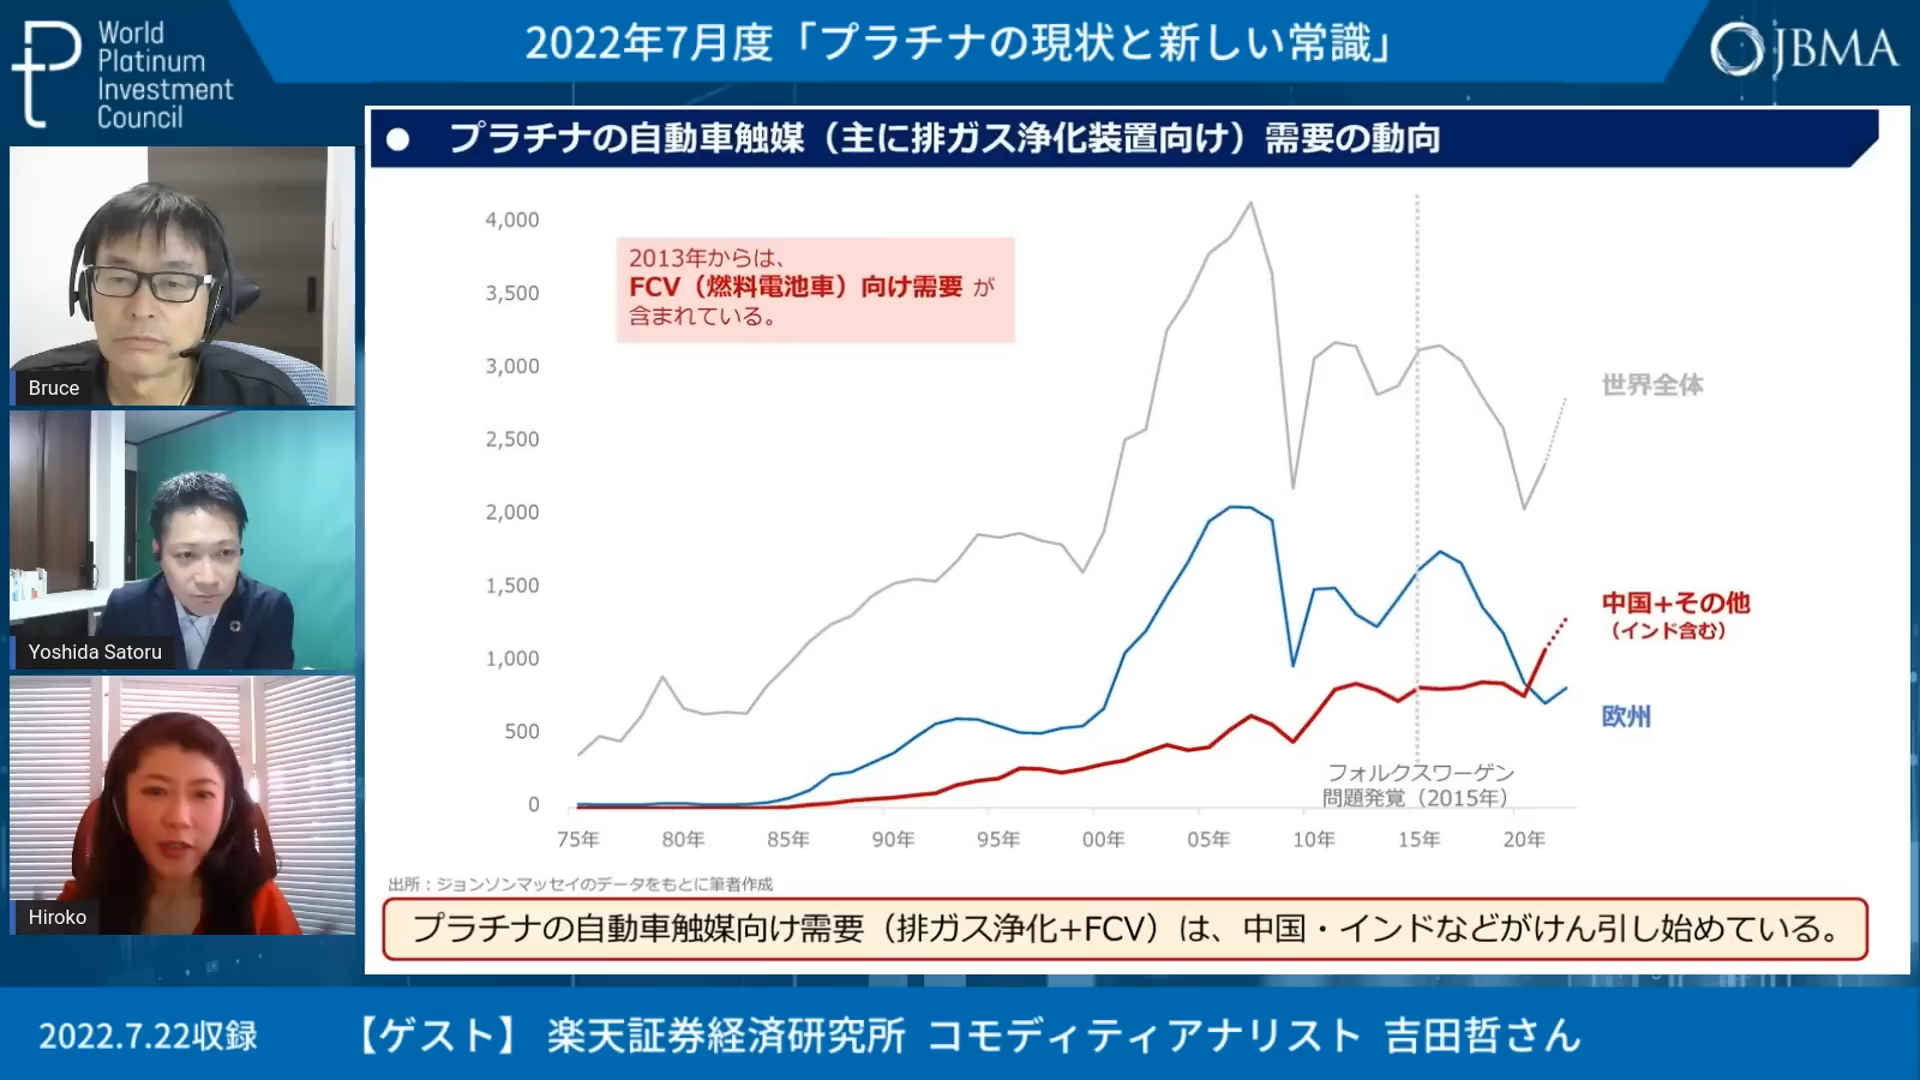 World
Platinum
Investment
Council
2022年7月度「プラチナの現状と新しい常識」
JBMA
● プラチナの自動車触媒（主に排ガス浄化装置向け）需要の動向
4,000
3,500
3,000
2,500
2,000
1,500
1,000
500
0
2013年からは、
FCV（燃料電池車）向け需要 が
含まれている。
世界全体
中国+その他
（インド含む）
欧州
フォルクスワーゲン
問題発覚（2015年）
75年 80年 85年 90年 95年 00年 05年 10年 15年 20年
出所：ジョンソンマッセイのデータをもとに筆者作成
プラチナの自動車触媒向け需要（排ガス浄化+FCV）は、中国・インドなどがけん引し始めている。
Bruce
Yoshida Satoru
Hiroko
2022.7.22収録 【ゲスト】 楽天証券経済研究所 コモディティアナリスト 吉田哲さん